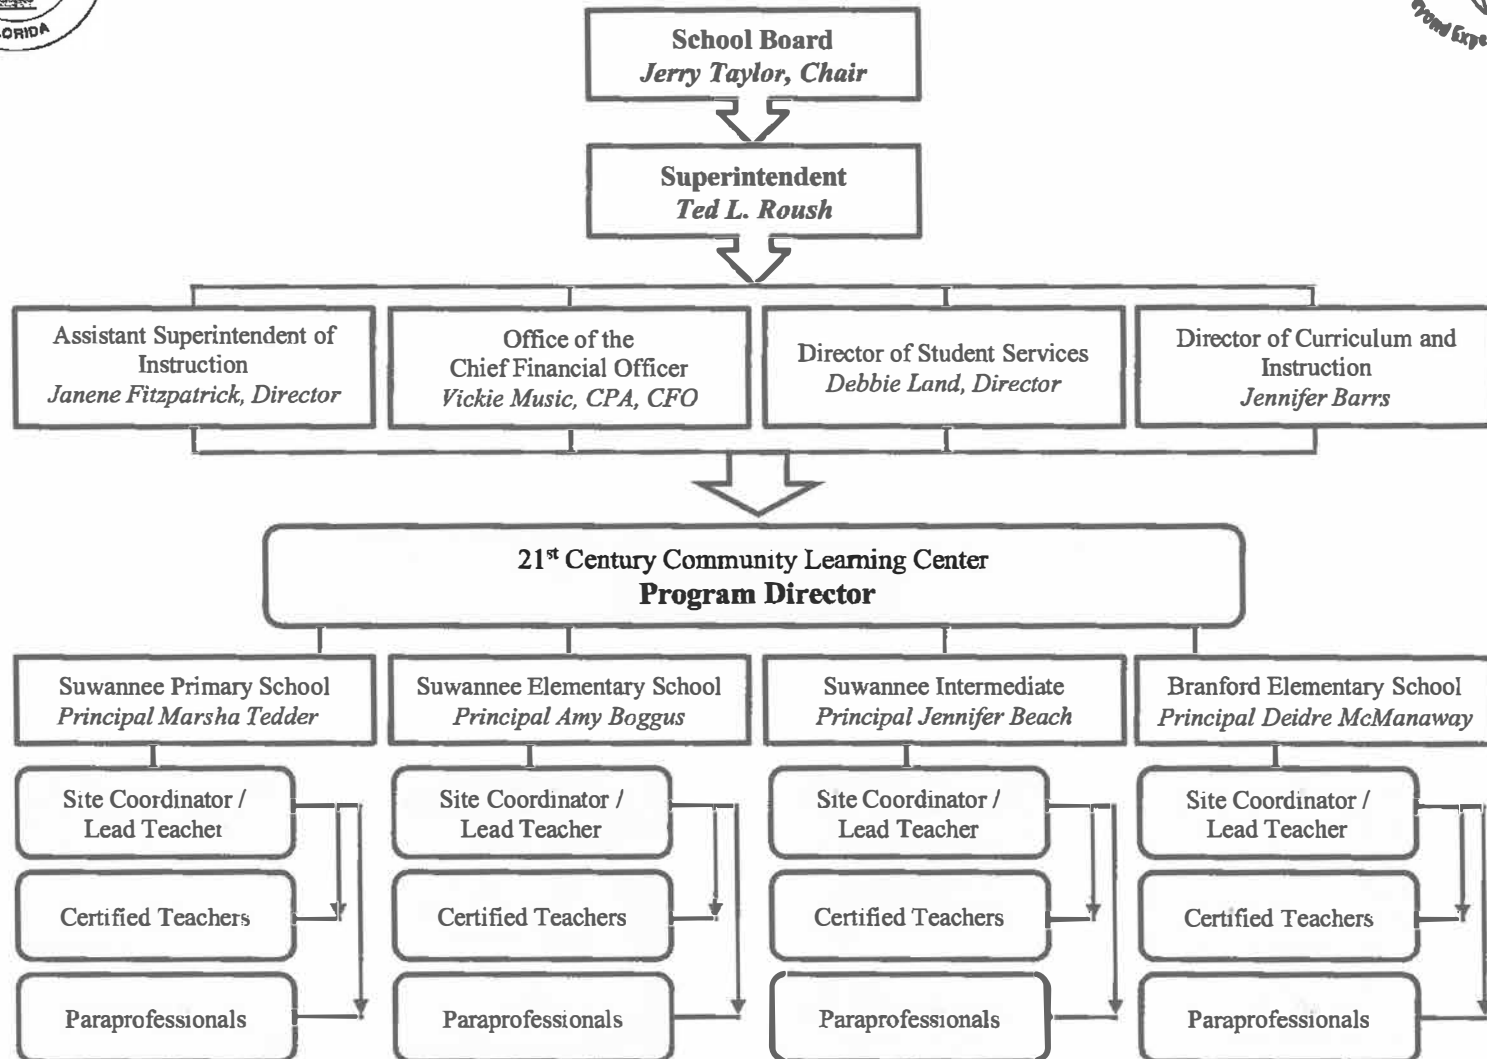 FLORIDA
School Board
Jerry Taylor, Chair
Superintendent
Ted L. Roush
Assistant Superintendent of
Instruction
Janene Fitzpatrick, Director
Office of the
Chief Financial Officer
Vickie Music, CPA, CFO
Director of Student Services
Debbie Land, Director
Director of Curriculum and
Instruction
Jennifer Barrs
21st Century Community Learning Center
Program Director
Suwannee Primary School
Principal Marsha Tedder
Suwannee Elementary School
Principal Amy Boggus
Suwannee Intermediate
Principal Jennifer Beach
Branford Elementary School
Principal Deidre McManaway
Site Coordinator /
Lead Teacher
Site Coordinator /
Lead Teacher
Site Coordinator /
Lead Teacher
Site Coordinator /
Lead Teacher
Certified Teachers
Certified Teachers
Certified Teachers
Certified Teachers
Paraprofessionals
Paraprofessionals
Paraprofessionals
Paraprofessionals